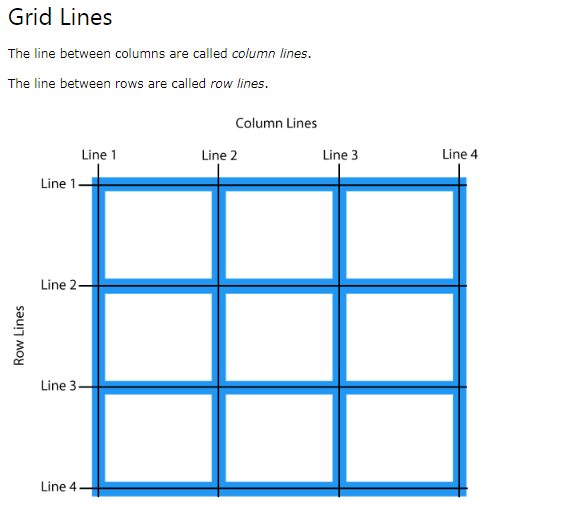 Grid Lines
The line between columns are called column lines.
The line between rows are called row lines.
Column Lines
Line 1 Line 2 Line 3 Line 4
Line 1
Line 2
Row Lines
Line 3
Line 4